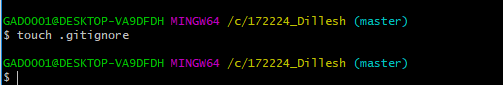 GAD0001@DESKTOP-VA9DFDH MINGW64 /c/172224_Dillesh (master)
$ touch .gitignore
GAD0001@DESKTOP-VA9DFDH MINGW64 /c/172224_Dillesh (master)
$